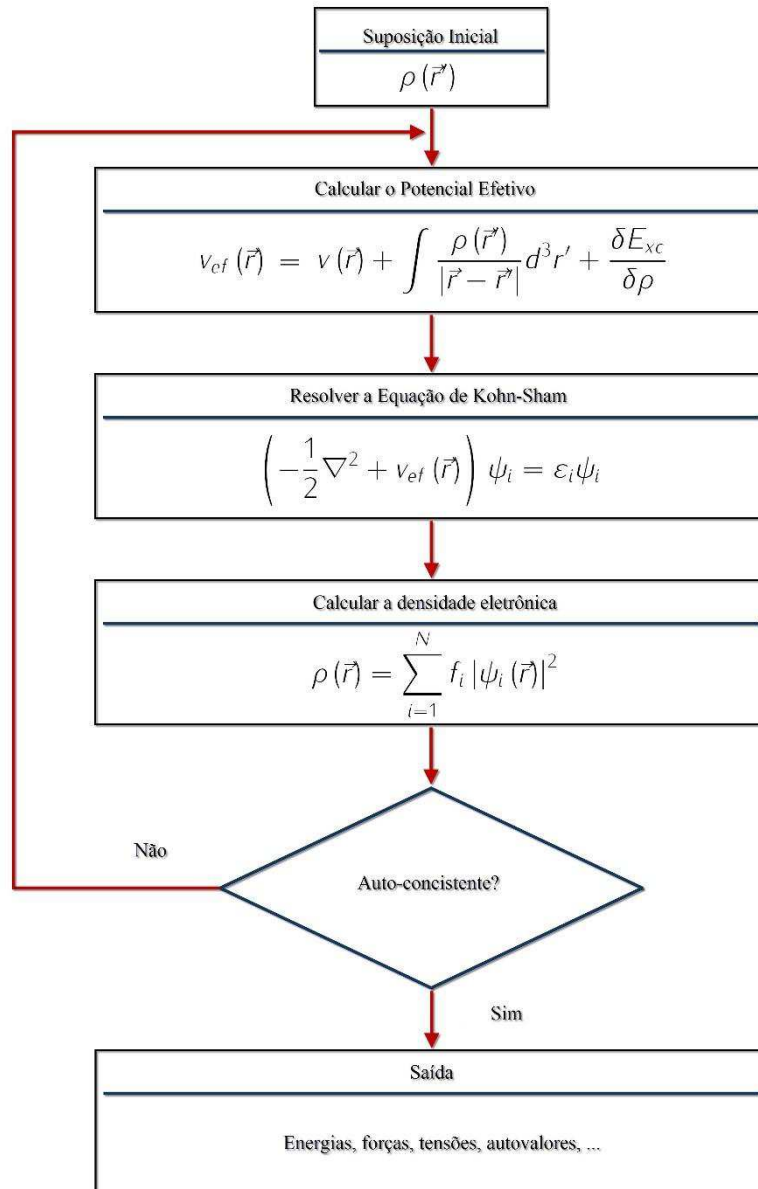 Suposição Inicial
ρ (r⃗′)
Calcular o Potencial Efetivo
v_ef (r⃗) = v(r⃗) + ∫ ρ(r⃗′) / |r⃗ − r⃗′| d³r′ + δE_xc / δρ
Resolver a Equação de Kohn-Sham
(−1/2 ∇² + v_ef (r⃗)) ψ_i = ε_i ψ_i
Calcular a densidade eletrônica
ρ (r⃗) = ∑_{i=1}^{N} f_i |ψ_i (r⃗)|²
Não
Auto-concistente?
Sim
Saída
Energias, forças, tensões, autovalores, ...